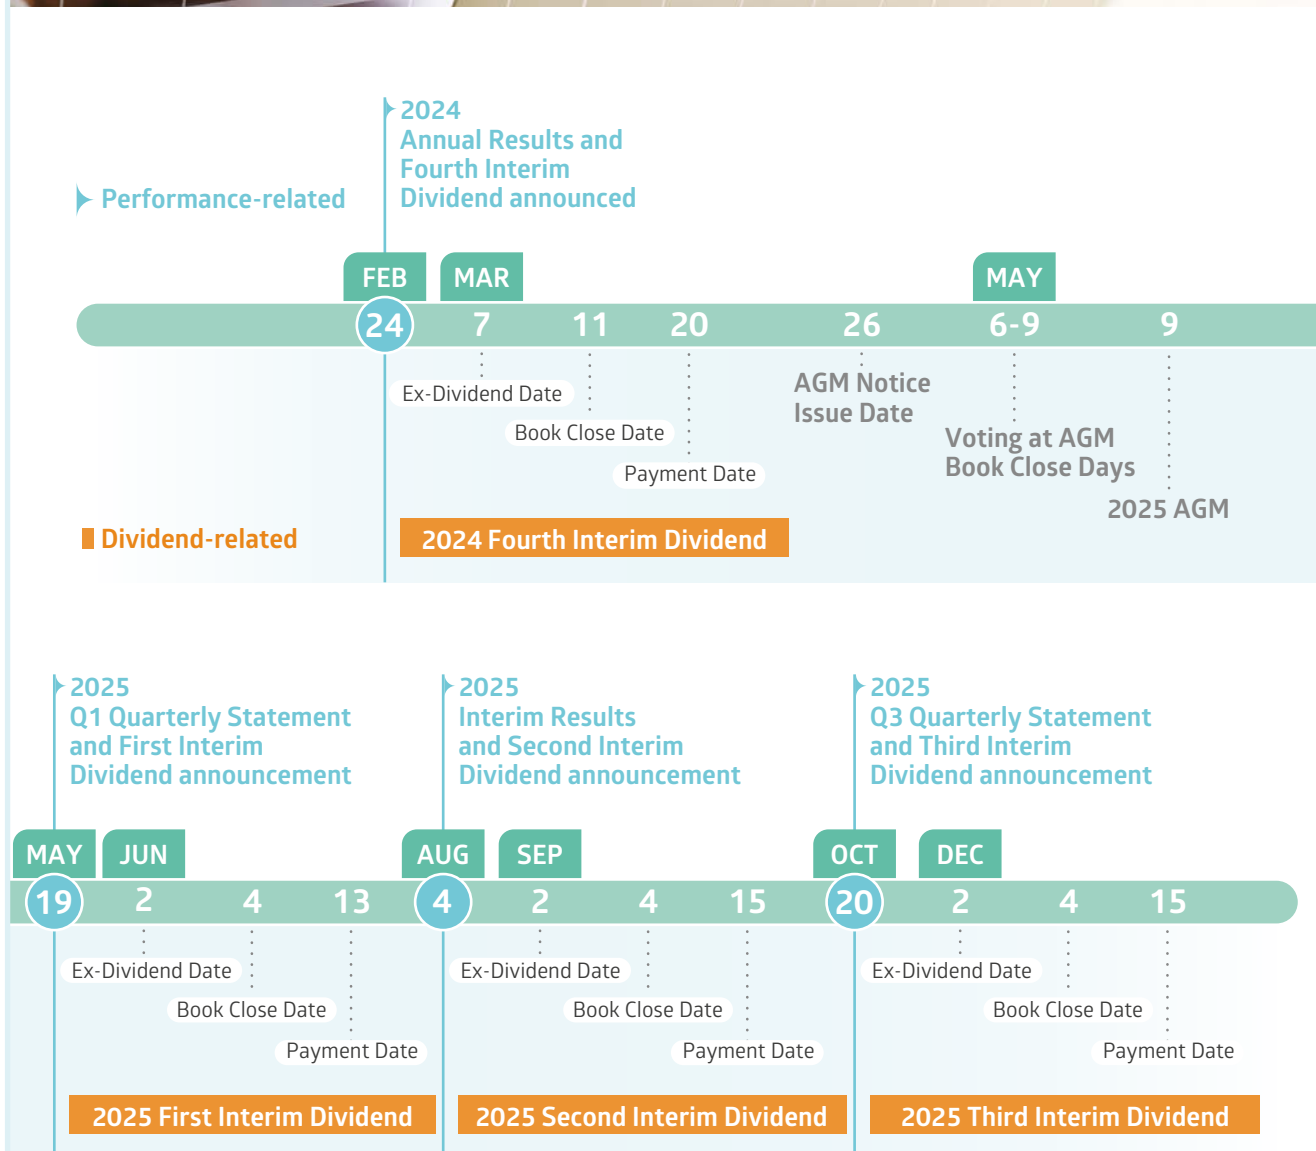 2024
Annual Results and
Fourth Interim
Dividend announced
Performance-related
FEB MAR MAY
24 7 11 20 26 6-9 9
Ex-Dividend Date
Book Close Date
Payment Date
AGM Notice
Issue Date
Voting at AGM
Book Close Days
2025 AGM
Dividend-related
2024 Fourth Interim Dividend
2025
Q1 Quarterly Statement
and First Interim
Dividend announcement
2025
Interim Results
and Second Interim
Dividend announcement
2025
Q3 Quarterly Statement
and Third Interim
Dividend announcement
MAY JUN AUG SEP OCT DEC
19 2 4 13 4 2 4 15 20 2 4 15
Ex-Dividend Date
Book Close Date
Payment Date
Ex-Dividend Date
Book Close Date
Payment Date
Ex-Dividend Date
Book Close Date
Payment Date
2025 First Interim Dividend
2025 Second Interim Dividend
2025 Third Interim Dividend